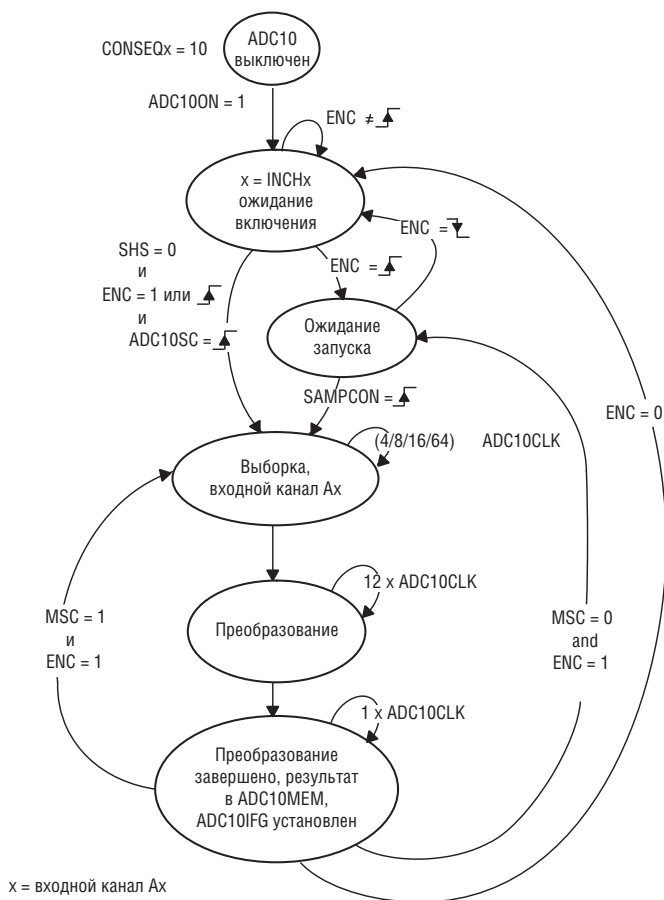 CONSEQx = 10
ADC10
выключен
ADC10ON = 1
ENC ≠
x = INCHx
ожидание
включения
ENC =
SHS = 0
и
ENC = 1 или
и
ADC10SC =
ENC =
Ожидание
запуска
SAMPCON =
ENC = 0
(4/8/16/64) ADC10CLK
Выборка,
входной канал Ax
12 x ADC10CLK
Преобразование
MSC = 1
и
ENC = 1
MSC = 0
and
ENC = 1
1 x ADC10CLK
Преобразование
завершено, результат
в ADC10MEM,
ADC10IFG установлен
x = входной канал Ax